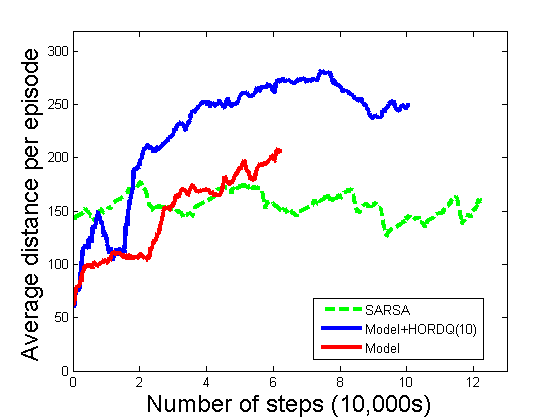 Average distance per episode
300
250
200
150
100
50
0
0 2 4 6 8 10 12
Number of steps (10,000s)
SARSA
Model+HORDQ(10)
Model